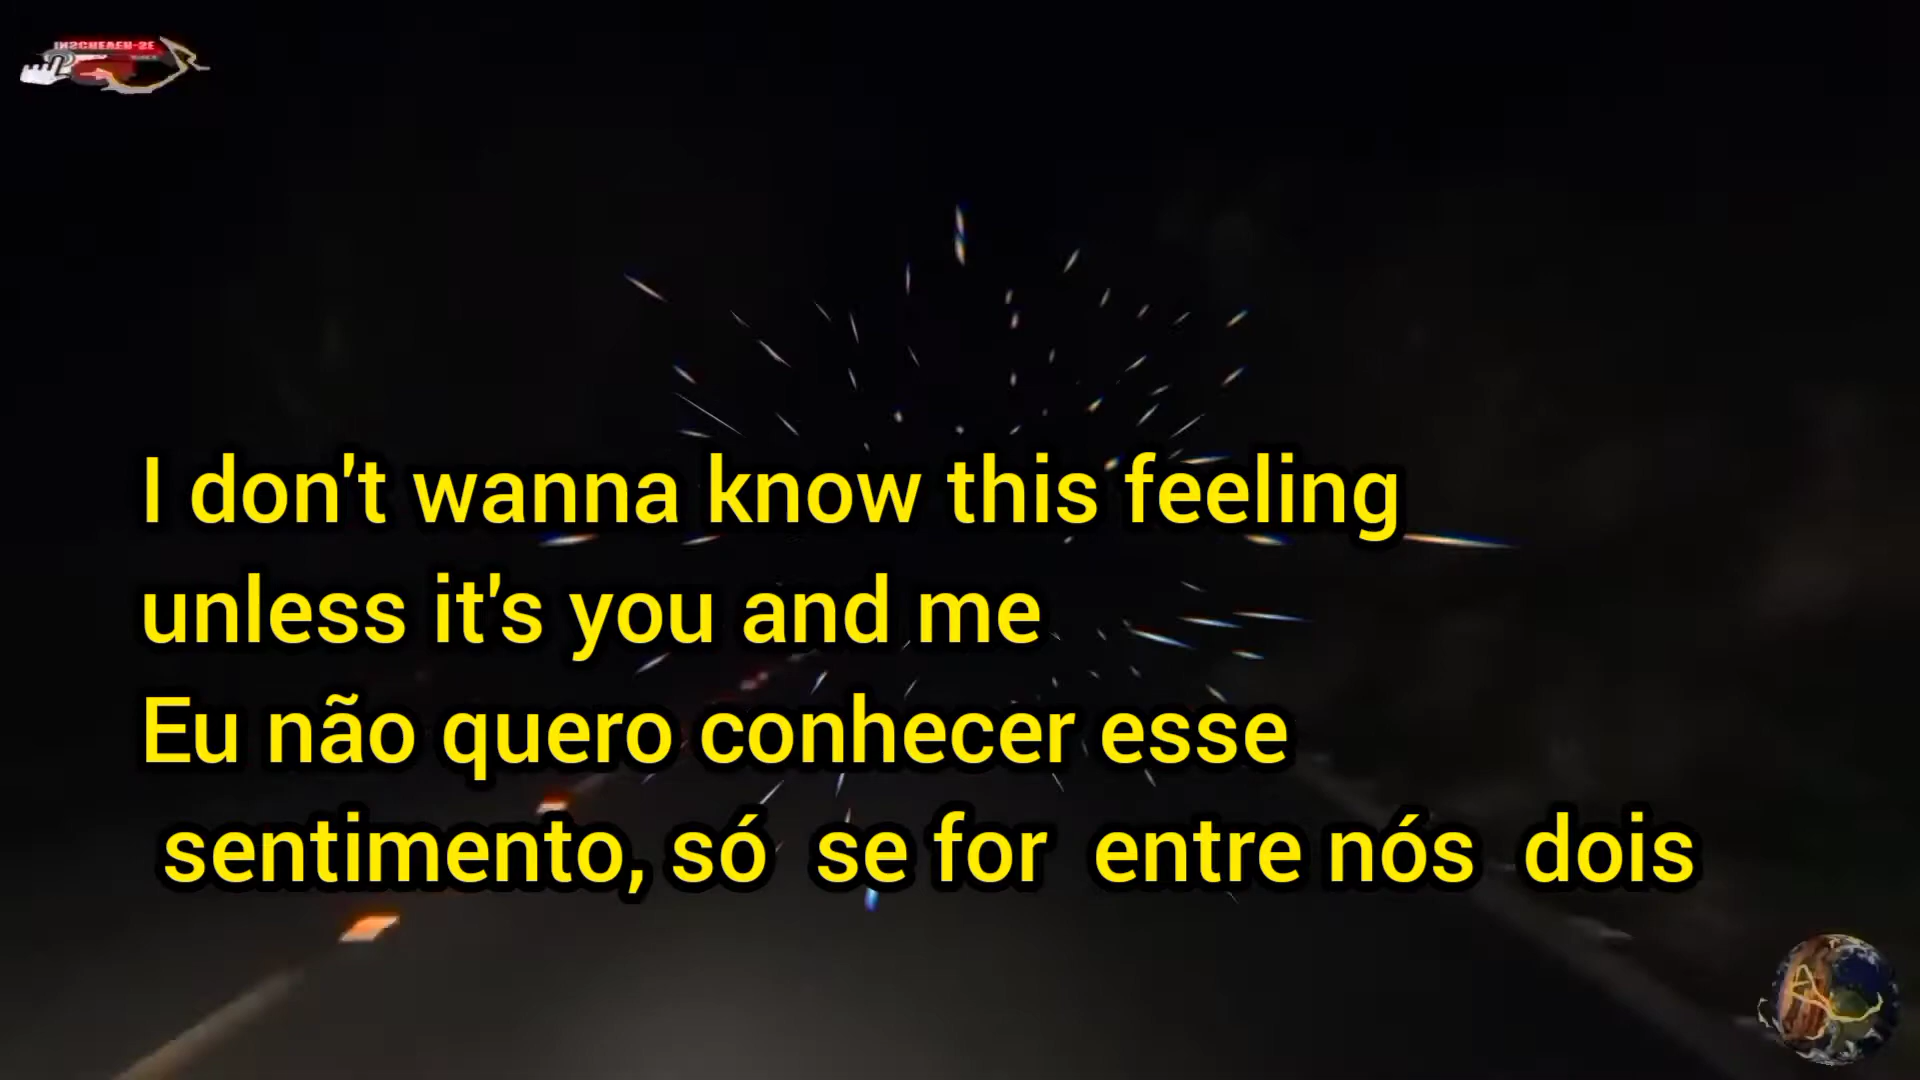 I don't wanna know this feeling
unless it's you and me
Eu não quero conhecer esse
sentimento, só se for entre nós dois